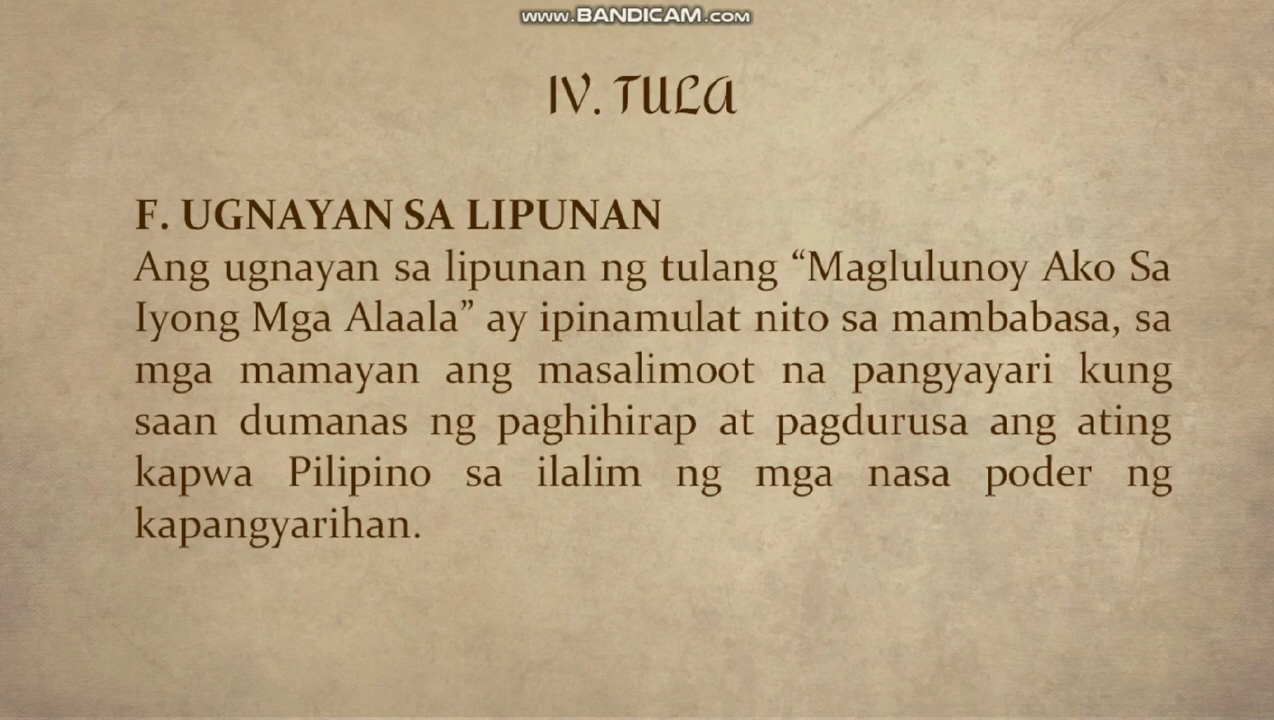 www.BANDICAM.com
IV. TULA
F. UGNAYAN SA LIPUNAN
Ang ugnayan sa lipunan ng tulang “Maglulunoy Ako Sa
Iyong Mga Alaala” ay ipinamulat nito sa mambabasa, sa
mga mamayan ang masalimoot na pangyayari kung
saan dumanas ng paghihirap at pagdurusa ang ating
kapwa Pilipino sa ilalim ng mga nasa poder ng
kapangyarihan.